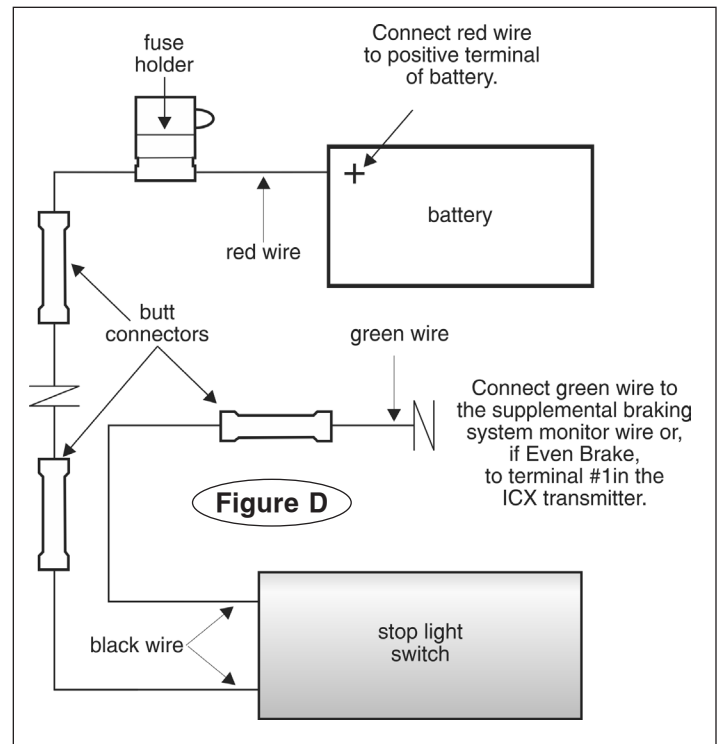 fuse
holder
Connect red wire
to positive terminal
of battery.
+
battery
red wire
butt
connectors
green wire
Connect green wire to
the supplemental braking
system monitor wire or,
if Even Brake,
to terminal #1in the
ICX transmitter.
Figure D
black wire
stop light
switch